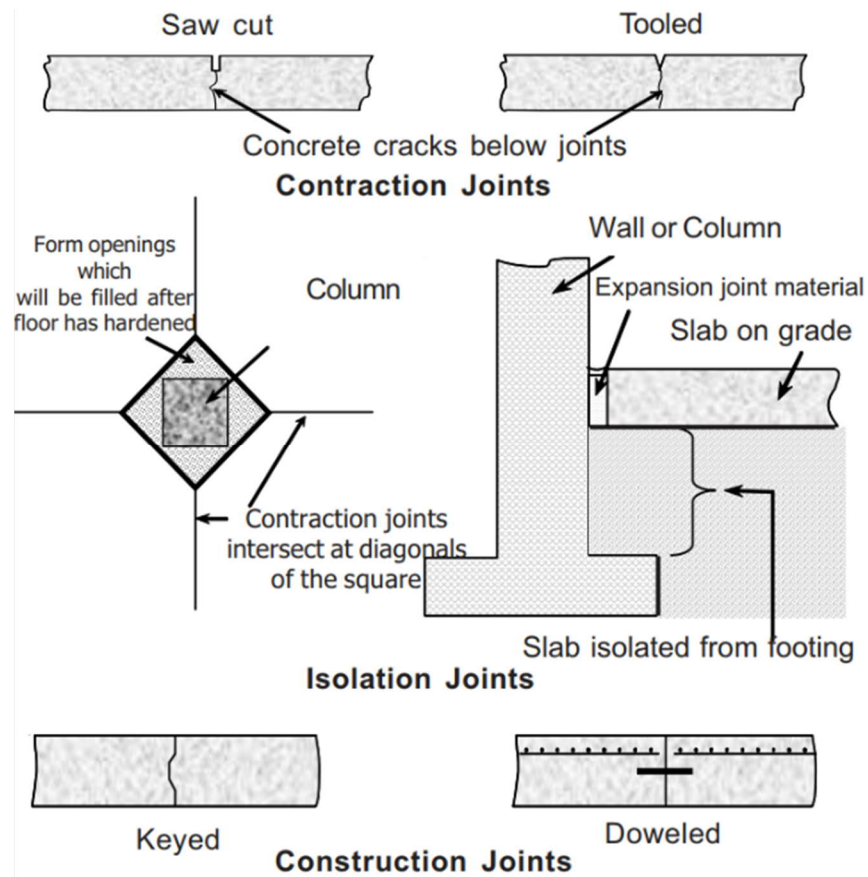 Saw cut
Tooled
Concrete cracks below joints
Contraction Joints
Form openings
which
will be filled after
floor has hardened
Column
Wall or Column
Expansion joint material
Slab on grade
Contraction joints
intersect at diagonals
of the square
Slab isolated from footing
Isolation Joints
Keyed
Doweled
Construction Joints